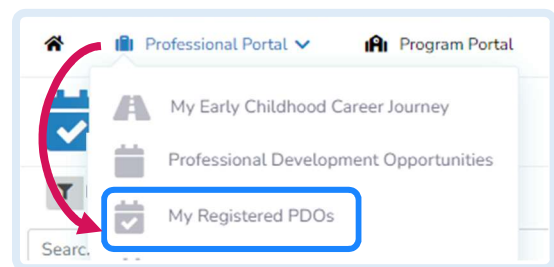 Professional Portal Program Portal
My Early Childhood Career Journey
Professional Development Opportunities
My Registered PDOs
Searc